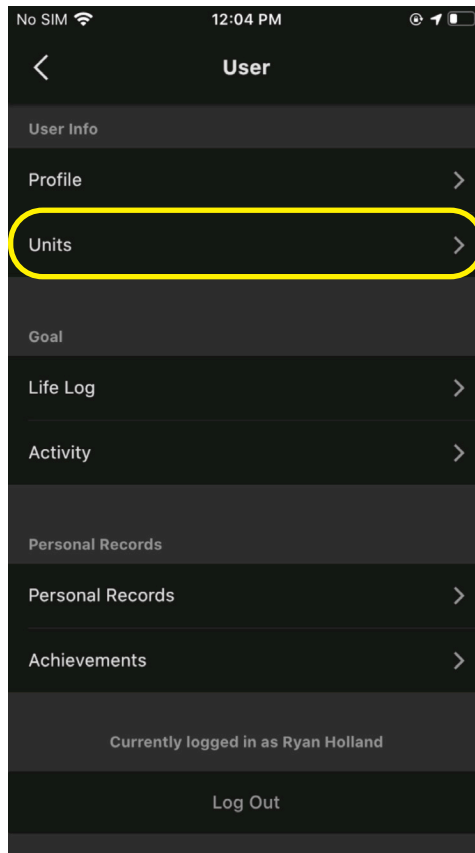 No SIM 12:04 PM
User
User Info
Profile
Units
Goal
Life Log
Activity
Personal Records
Personal Records
Achievements
Currently logged in as Ryan Holland
Log Out